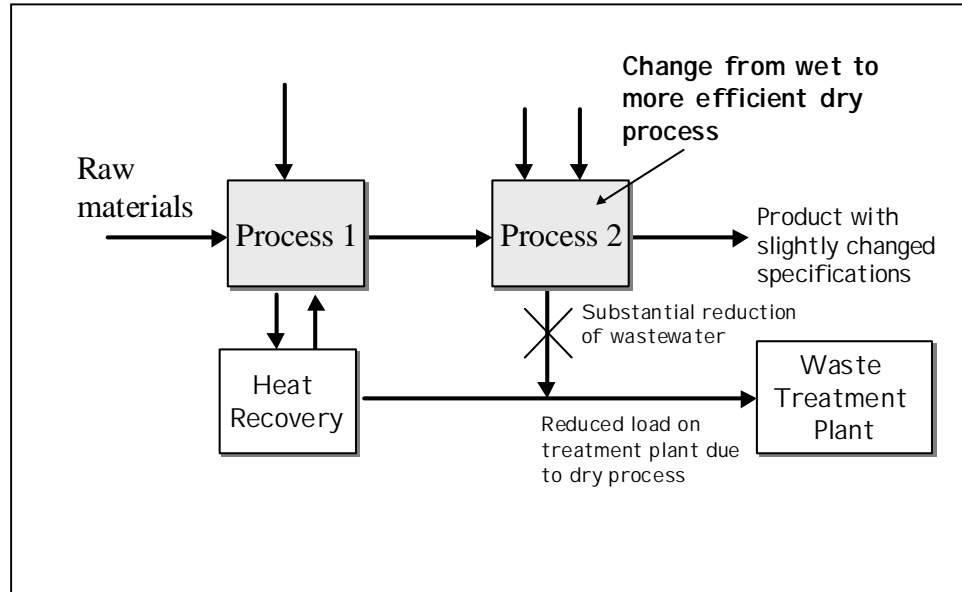 Change from wet to
more efficient dry
process
Raw
materials
Process 1
Process 2
Product with
slightly changed
specifications
Substantial reduction
of wastewater
Heat
Recovery
Waste
Treatment
Plant
Reduced load on
treatment plant due
to dry process